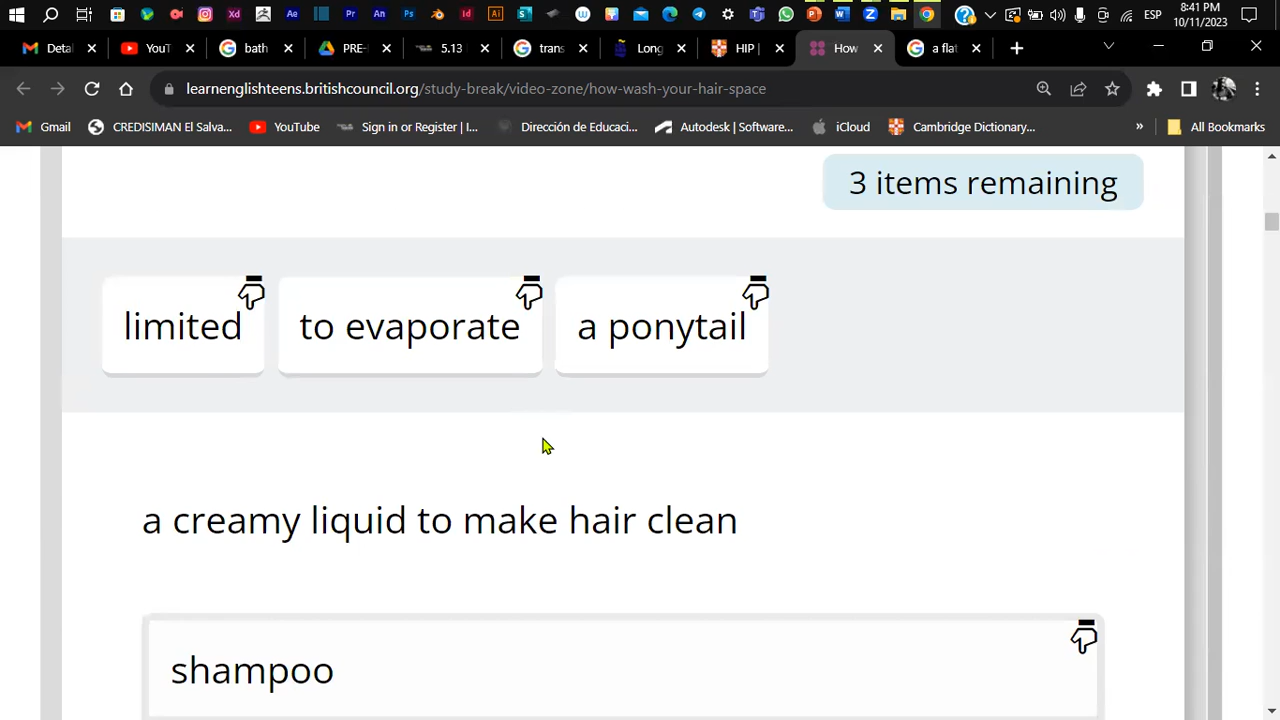 8:41 PM
ESP
10/11/2023
Detal
YouT
bath
PRE-I
5.13
trans
Long
HIP |
How
a flat
learnenglishteens.britishcouncil.org/study-break/video-zone/how-wash-your-hair-space
Gmail
CREDISIMAN El Salva...
YouTube
Sign in or Register | I...
Dirección de Educaci...
Autodesk | Software...
iCloud
Cambridge Dictionary...
»
All Bookmarks
3 items remaining
limited
to evaporate
a ponytail
a creamy liquid to make hair clean
shampoo